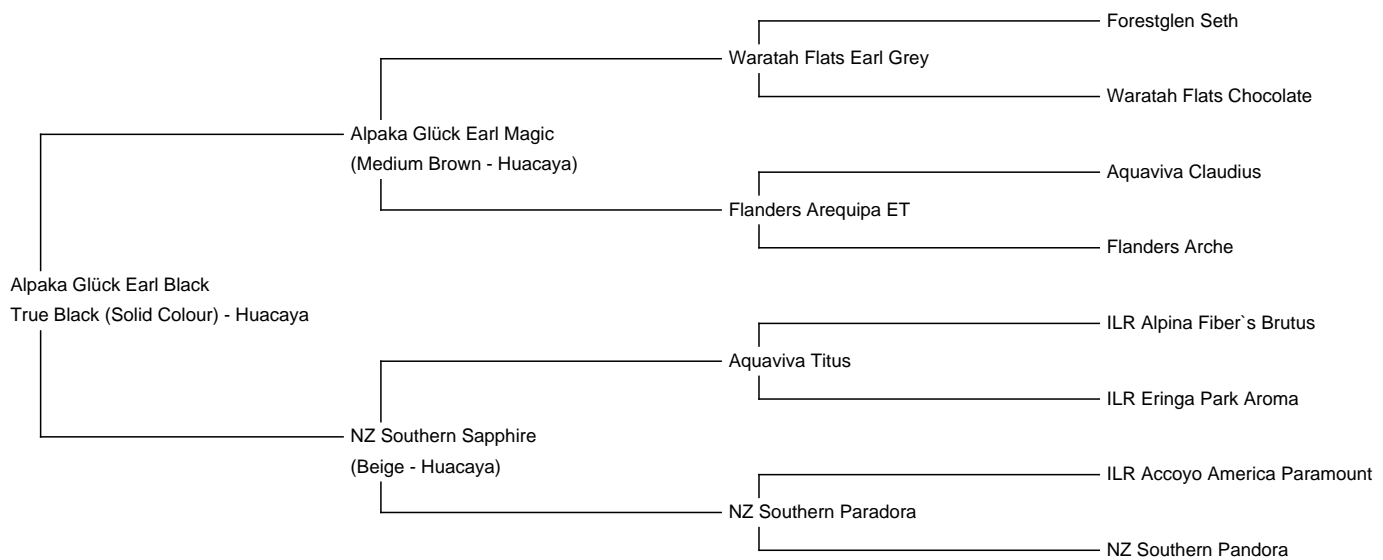 Forestglen Seth
Waratah Flats Earl Grey
Waratah Flats Chocolate
Alpaka Glück Earl Magic
(Medium Brown - Huacaya)
Aquaviva Claudius
Flanders Arequipa ET
Flanders Arche
Alpaka Glück Earl Black
True Black (Solid Colour) - Huacaya
ILR Alpina Fiber`s Brutus
Aquaviva Titus
ILR Eringa Park Aroma
NZ Southern Sapphire
(Beige - Huacaya)
ILR Accoyo America Paramount
NZ Southern Paradora
NZ Southern Pandora